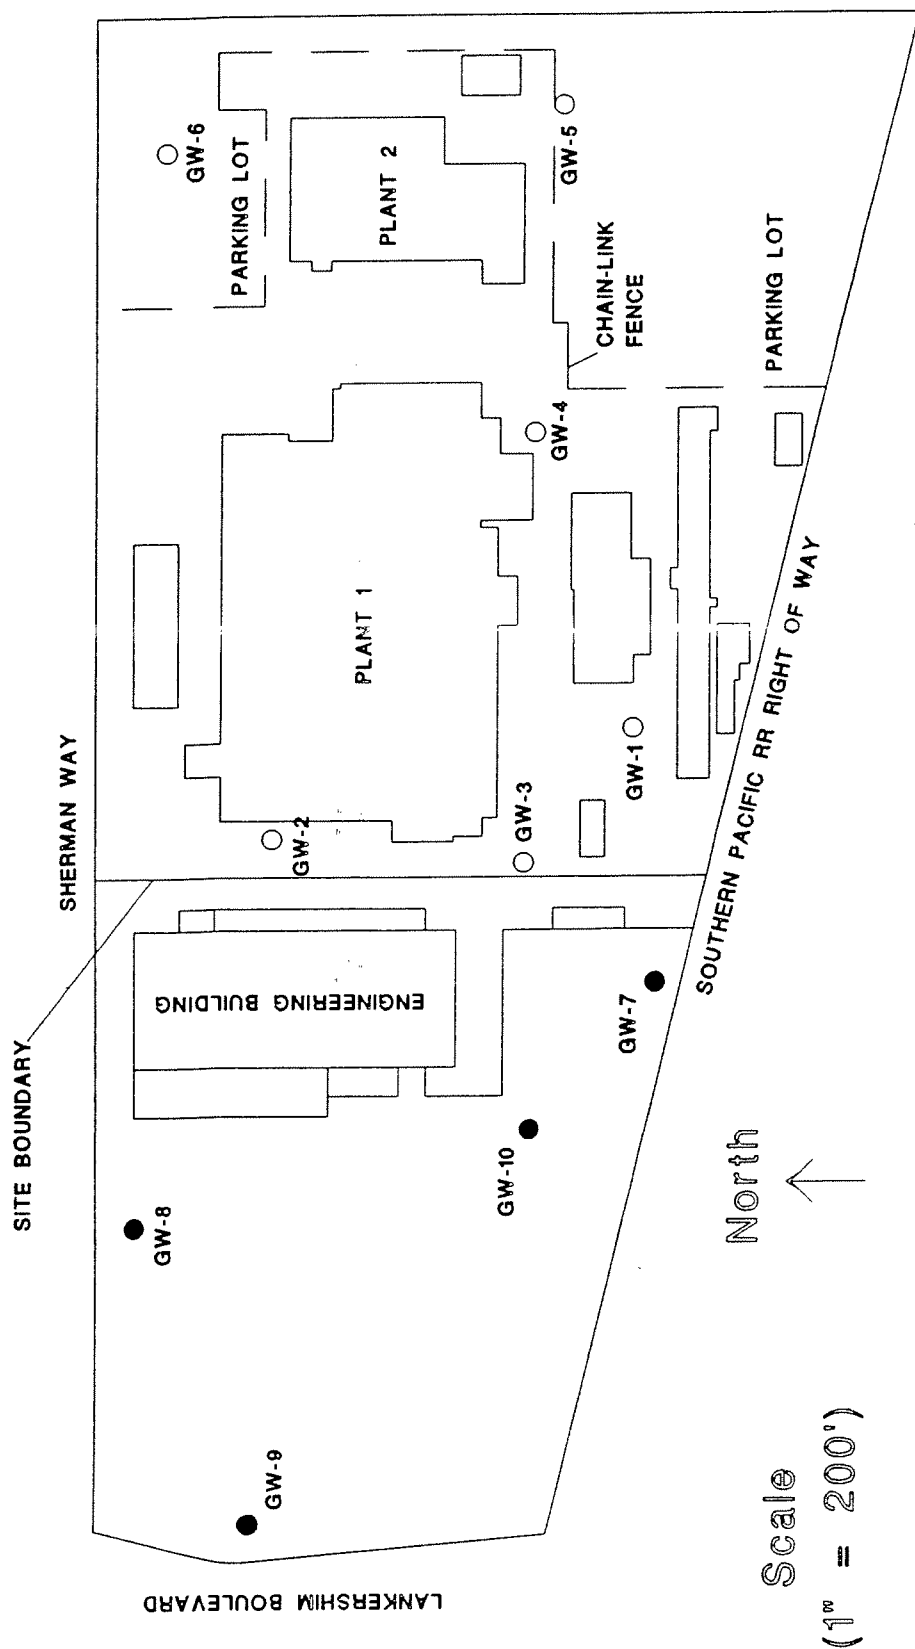 SHERMAN WAY
SITE BOUNDARY
LANKERSHIM BOULEVARD
GW-6
PARKING LOT
PLANT 2
GW-5
CHAIN-LINK
FENCE
PARKING LOT
GW-4
PLANT 1
GW-2
GW-3
GW-1
SOUTHERN PACIFIC RR RIGHT OF WAY
ENGINEERING BUILDING
GW-7
GW-10
GW-8
GW-9
North
Scale
(1" = 200')